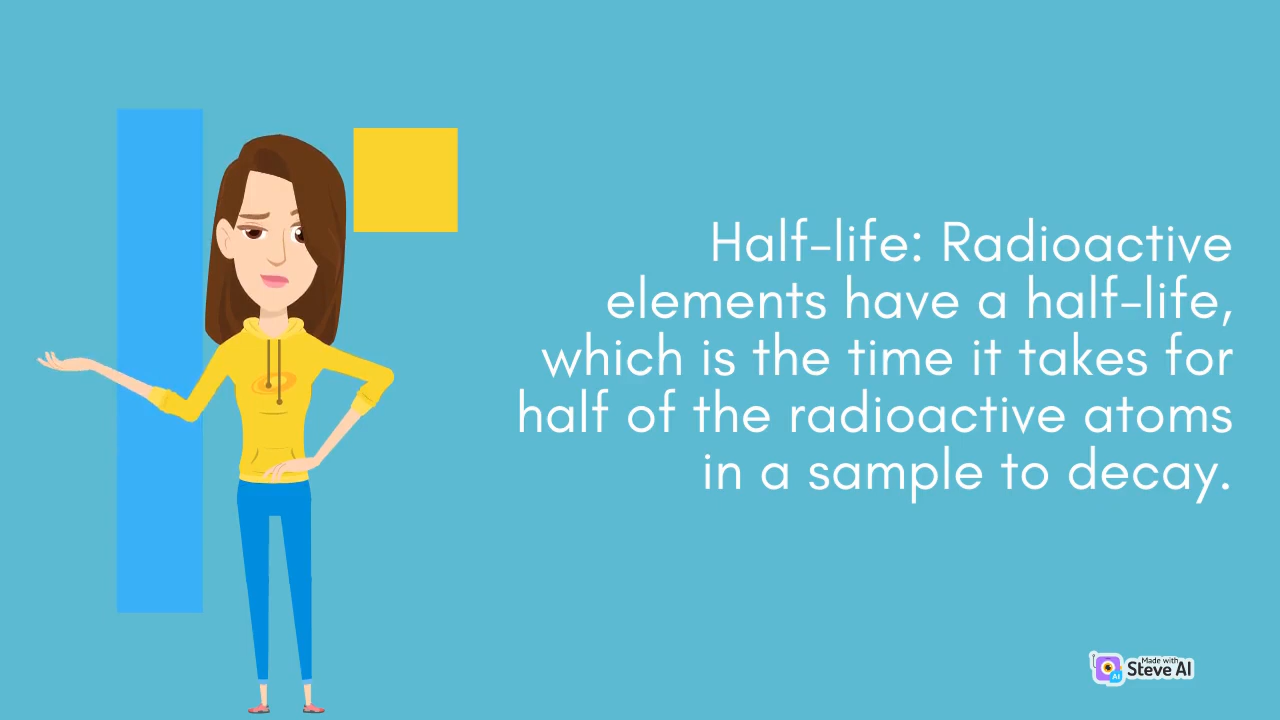 Half-life: Radioactive
elements have a half-life,
which is the time it takes for
half of the radioactive atoms
in a sample to decay.
Made with
Steve AI
AI